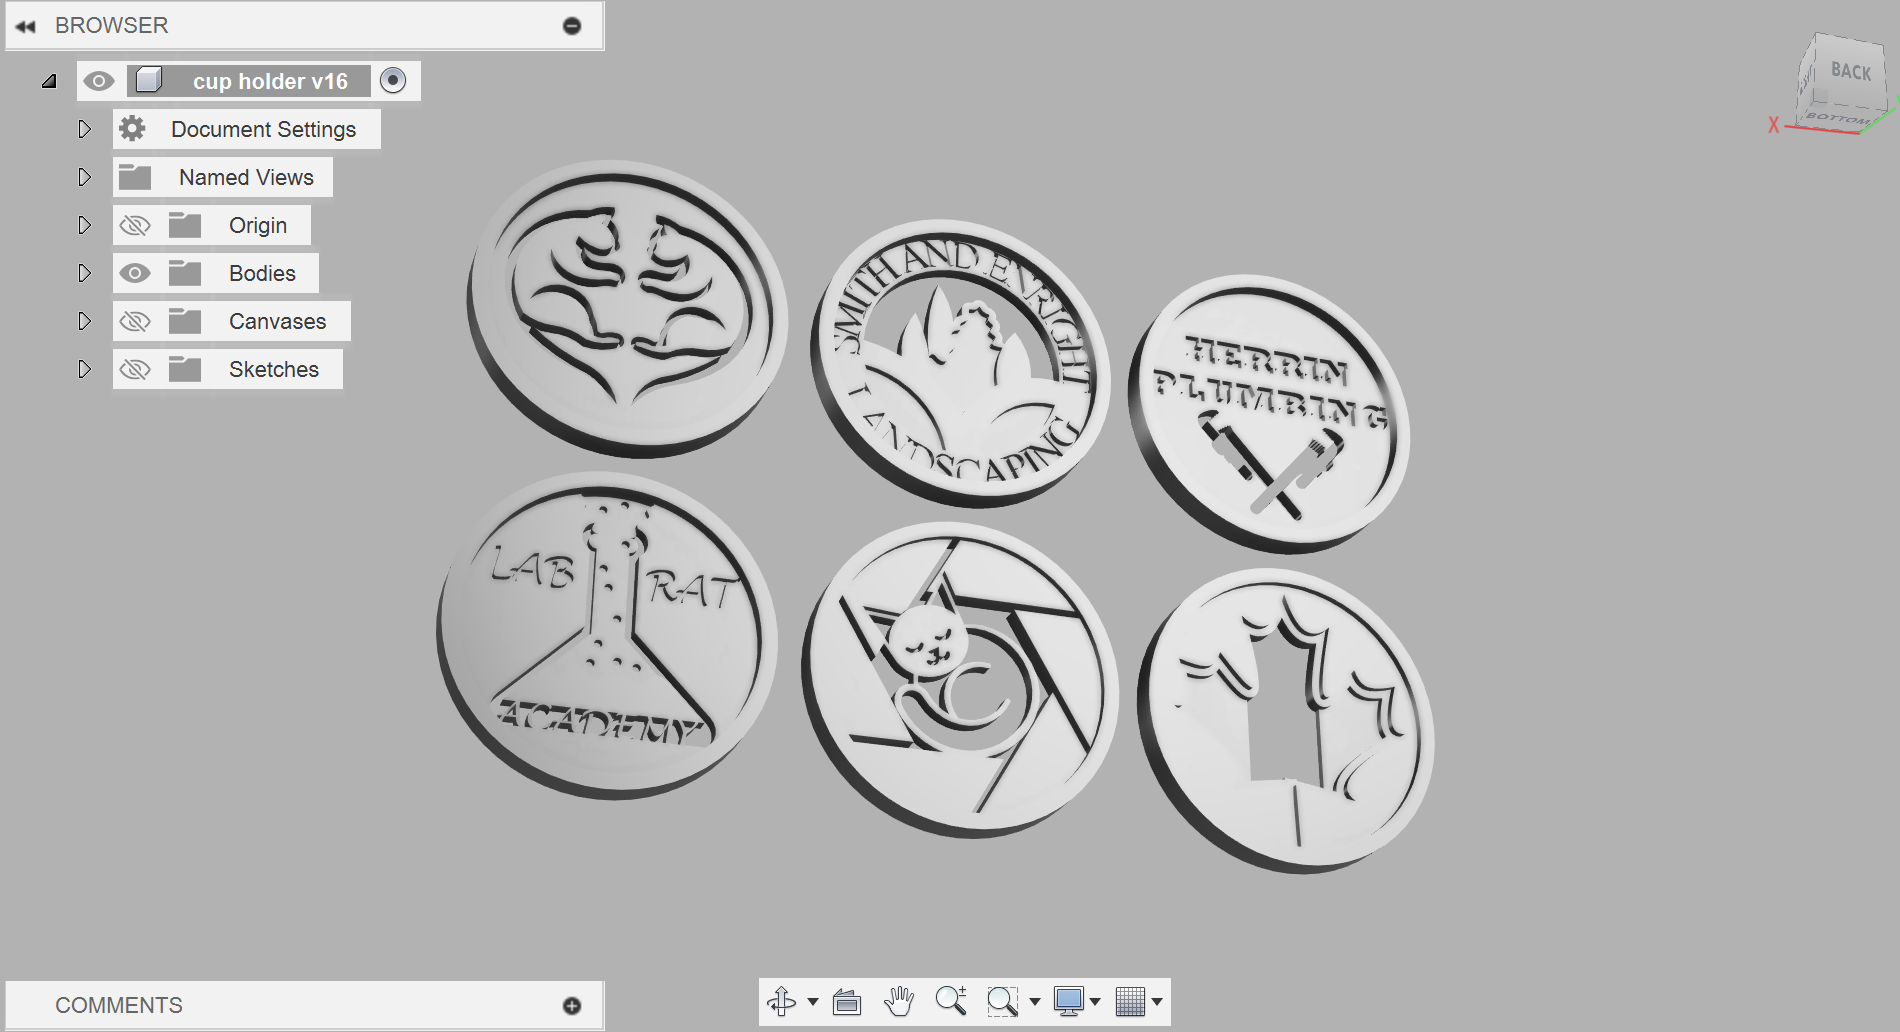 BROWSER
cup holder v16
Document Settings
Named Views
Origin
Bodies
Canvases
Sketches
BACK
BOTTOM
X
SMITH AND ENRIGHT
LANDSCAPING
HERRIN
PLUMBING
LAB RAT
ACADEMY
COMMENTS